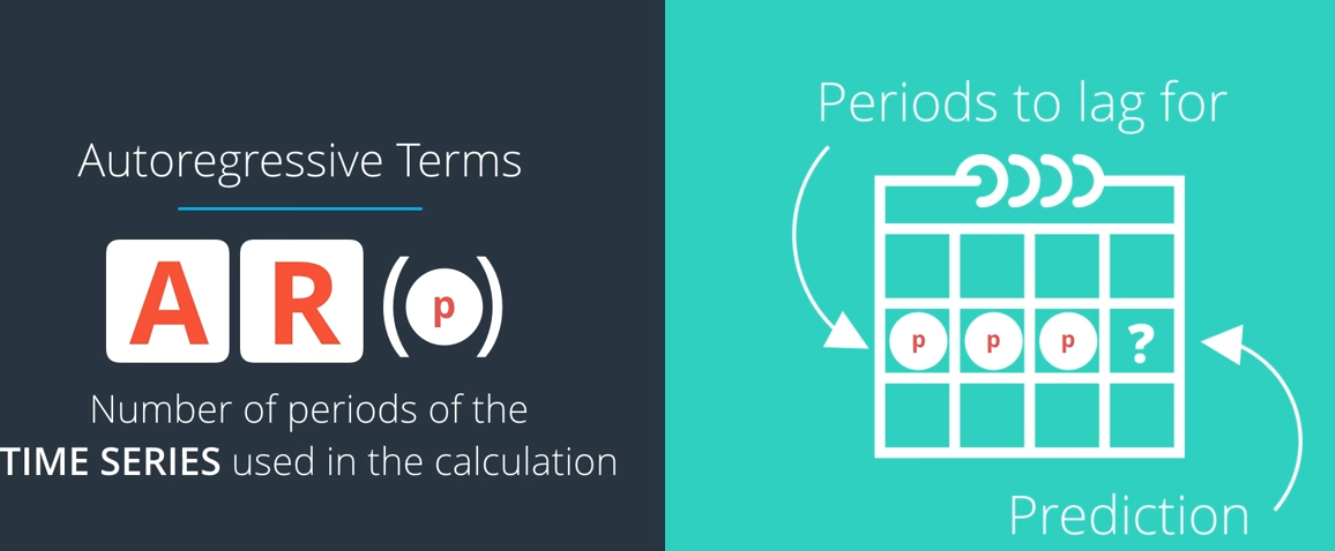 Autoregressive Terms
AR(p)
Number of periods of the
TIME SERIES used in the calculation
Periods to lag for
p p p ?
Prediction